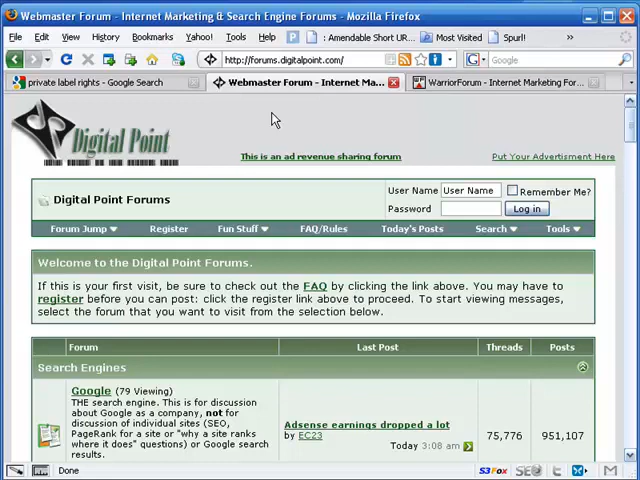 Webmaster Forum - Internet Marketing & Search Engine Forums - Mozilla Firefox
File Edit View History Bookmarks Yahoo! Tools Help : Amendable Short UR... Most Visited Spurl!
http://forums.digitalpoint.com/ G Google
private label rights - Google Search Webmaster Forum - Internet Ma... WarriorForum - Internet Marketing For...
Digital Point
This is an ad revenue sharing forum Put Your Advertisment Here
Digital Point Forums
User Name User Name Remember Me?
Password Log in
Forum Jump Register Fun Stuff FAQ/Rules Today's Posts Search Tools
Welcome to the Digital Point Forums.
If this is your first visit, be sure to check out the FAQ by clicking the link above. You may have to
register before you can post: click the register link above to proceed. To start viewing messages,
select the forum that you want to visit from the selection below.
Forum Last Post Threads Posts
Search Engines
Google (79 Viewing)
THE search engine. This is for discussion
about Google as a company, not for
discussion of individual sites (SEO,
PageRank for a site or "why a site ranks
where it does" questions) or Google search
results.
Adsense earnings dropped a lot
by EC23
Today 3:08 am
75,776 951,107
Done S3Fox SEO